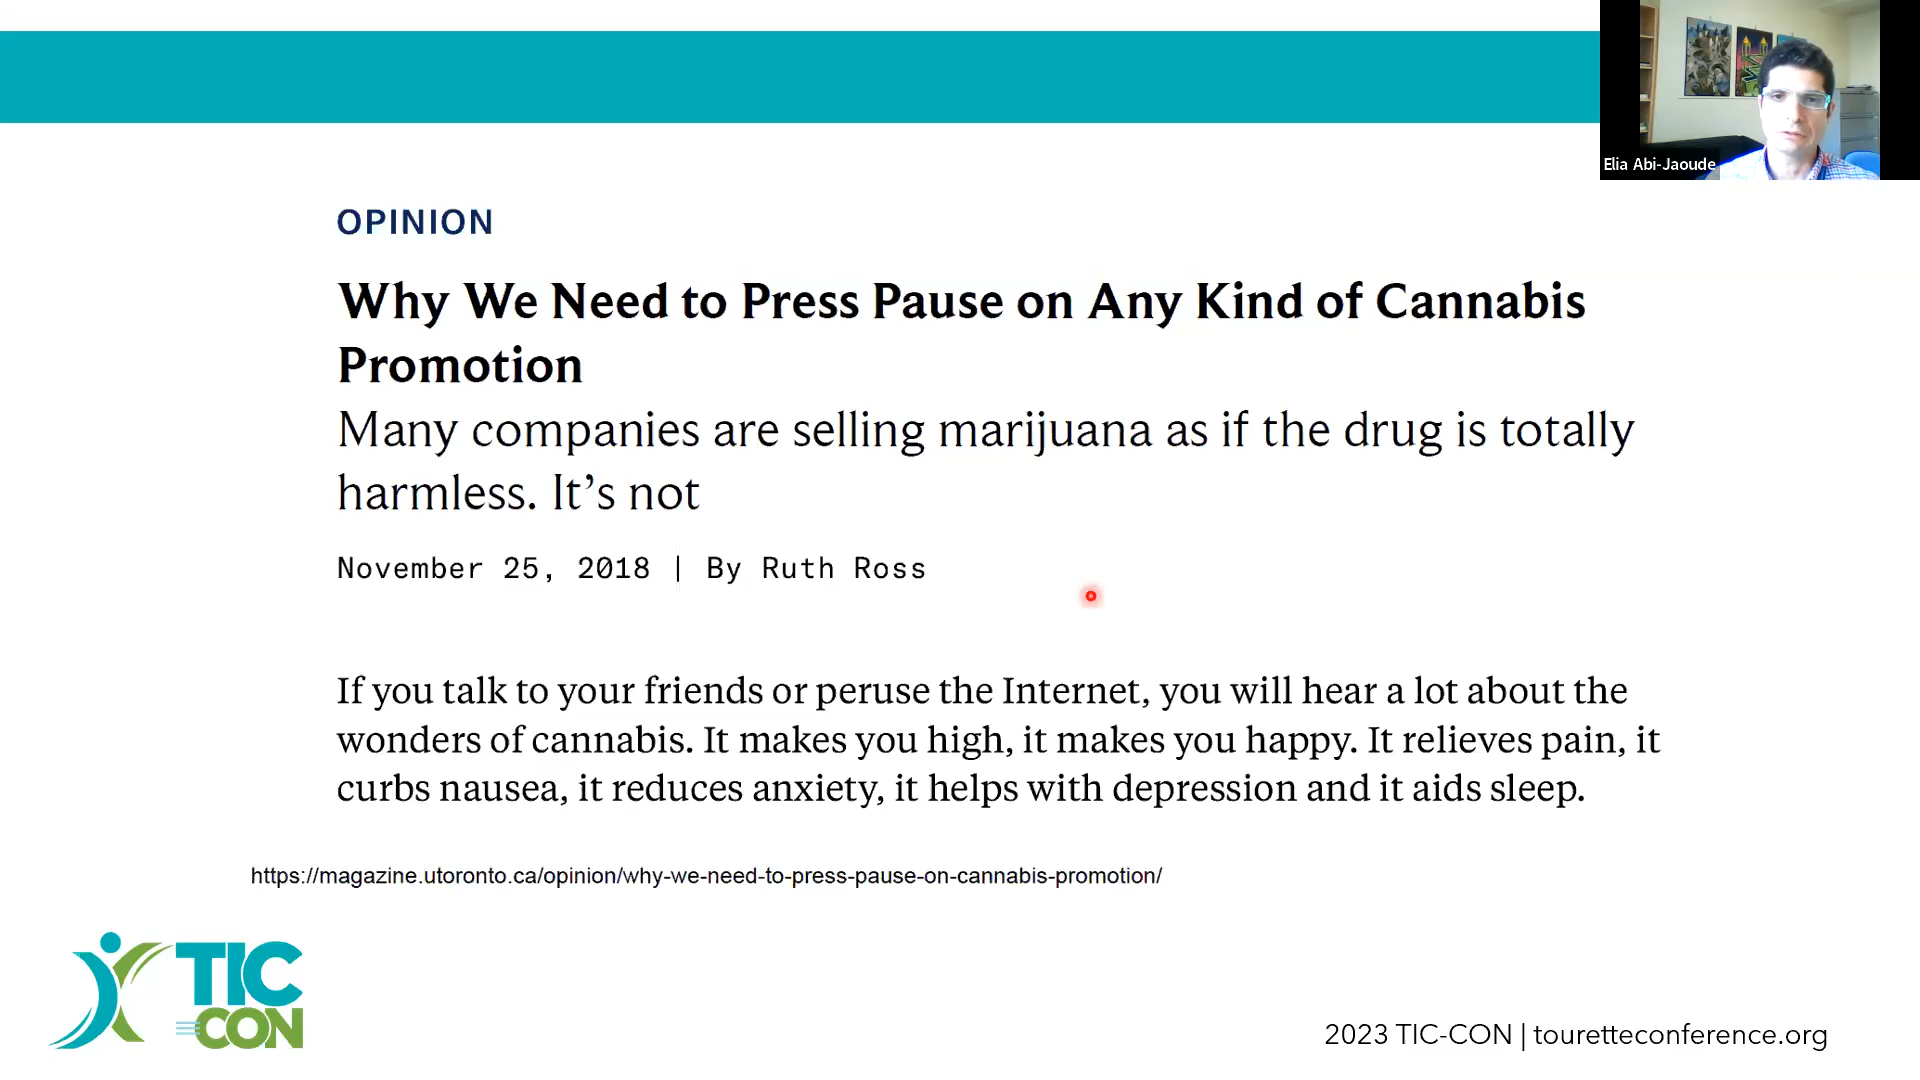 Elia Abi-Jaoude
OPINION
Why We Need to Press Pause on Any Kind of Cannabis
Promotion
Many companies are selling marijuana as if the drug is totally
harmless. It’s not
November 25, 2018 | By Ruth Ross
If you talk to your friends or peruse the Internet, you will hear a lot about the
wonders of cannabis. It makes you high, it makes you happy. It relieves pain, it
curbs nausea, it reduces anxiety, it helps with depression and it aids sleep.
https://magazine.utoronto.ca/opinion/why-we-need-to-press-pause-on-cannabis-promotion/
TIC
CON
2023 TIC-CON | touretteconference.org